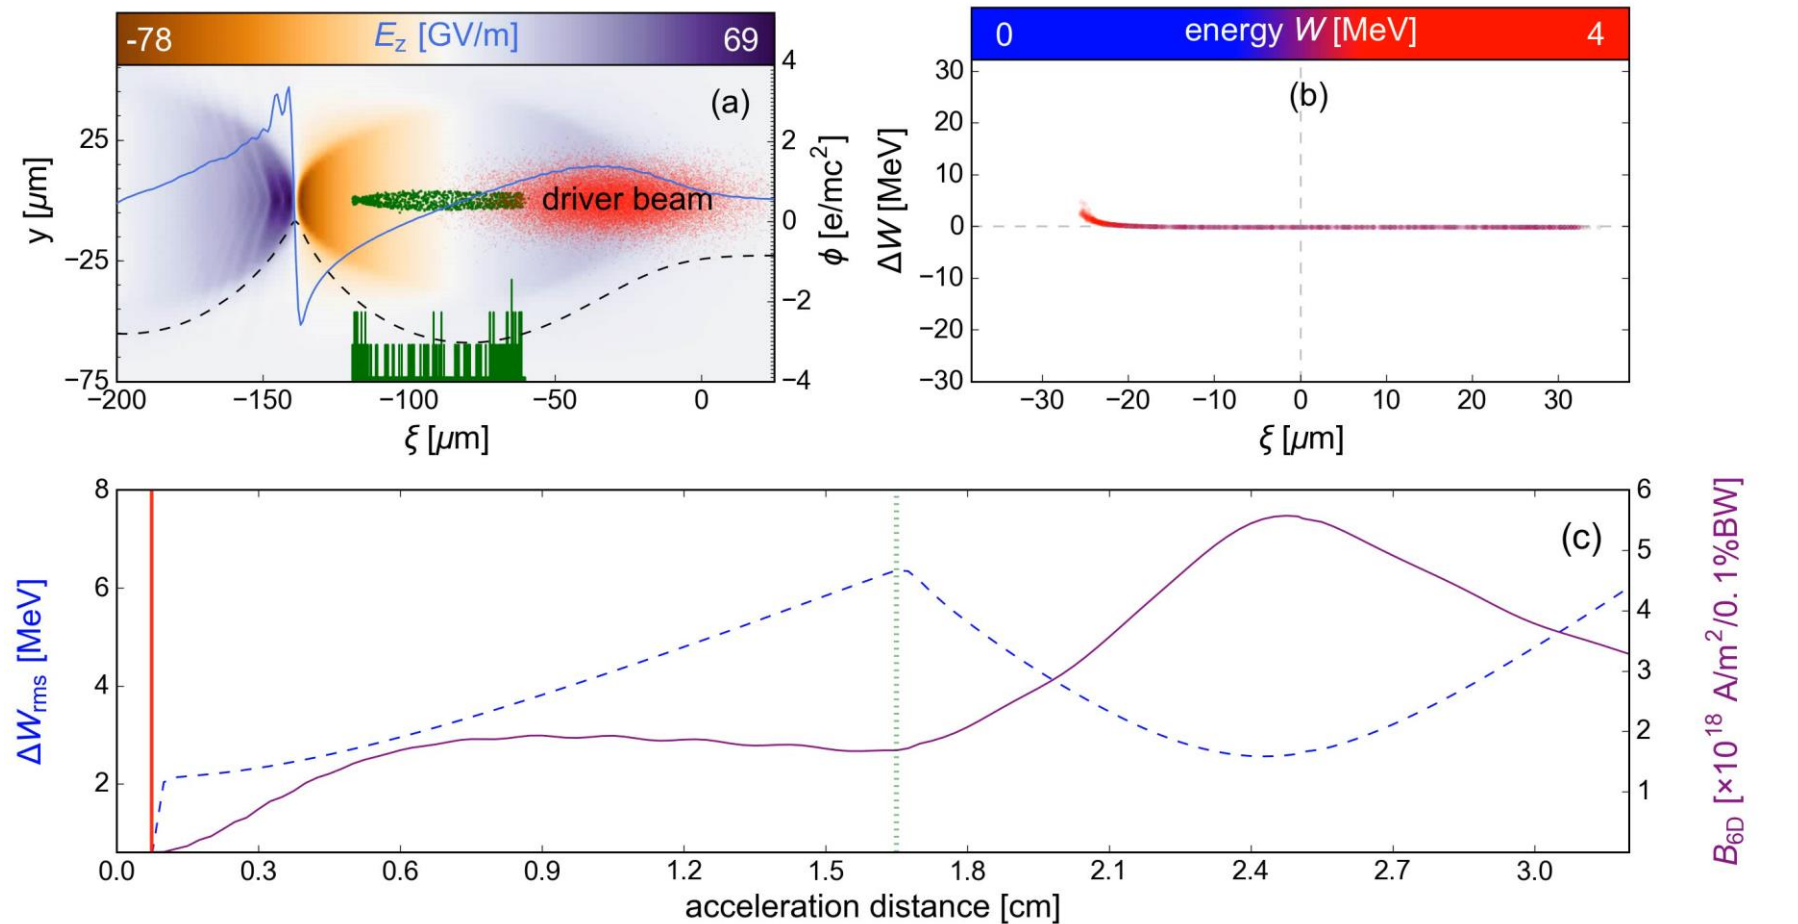 -78 E_z [GV/m] 69
(a)
driver beam
y [μm]
25
−25
−75
4
2
0
−2
−4
ϕ [e/mc²]
−200 −150 −100 −50 0
ξ [μm]
0 energy W [MeV] 4
(b)
ΔW [MeV]
30
20
10
0
−10
−20
−30
−30 −20 −10 0 10 20 30
ξ [μm]
(c)
ΔW_rms [MeV]
8
6
4
2
6
5
4
3
2
1
B_6D [×10¹⁸ A/m²/0.1%BW]
0.0 0.3 0.6 0.9 1.2 1.5 1.8 2.1 2.4 2.7 3.0
acceleration distance [cm]